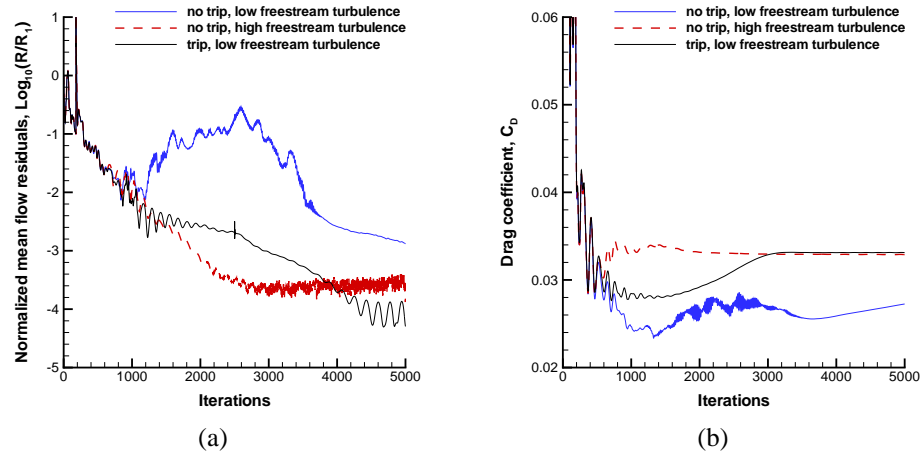 (a)
no trip, low freestream turbulence
no trip, high freestream turbulence
trip, low freestream turbulence
Normalized mean flow residuals, Log₁₀(R/R₁)
1
0
-1
-2
-3
-4
-5
0 1000 2000 3000 4000 5000
Iterations
(a)
(b)
no trip, low freestream turbulence
no trip, high freestream turbulence
trip, low freestream turbulence
Drag coefficient, C_D
0.06
0.05
0.04
0.03
0.02
0 1000 2000 3000 4000 5000
Iterations
(b)